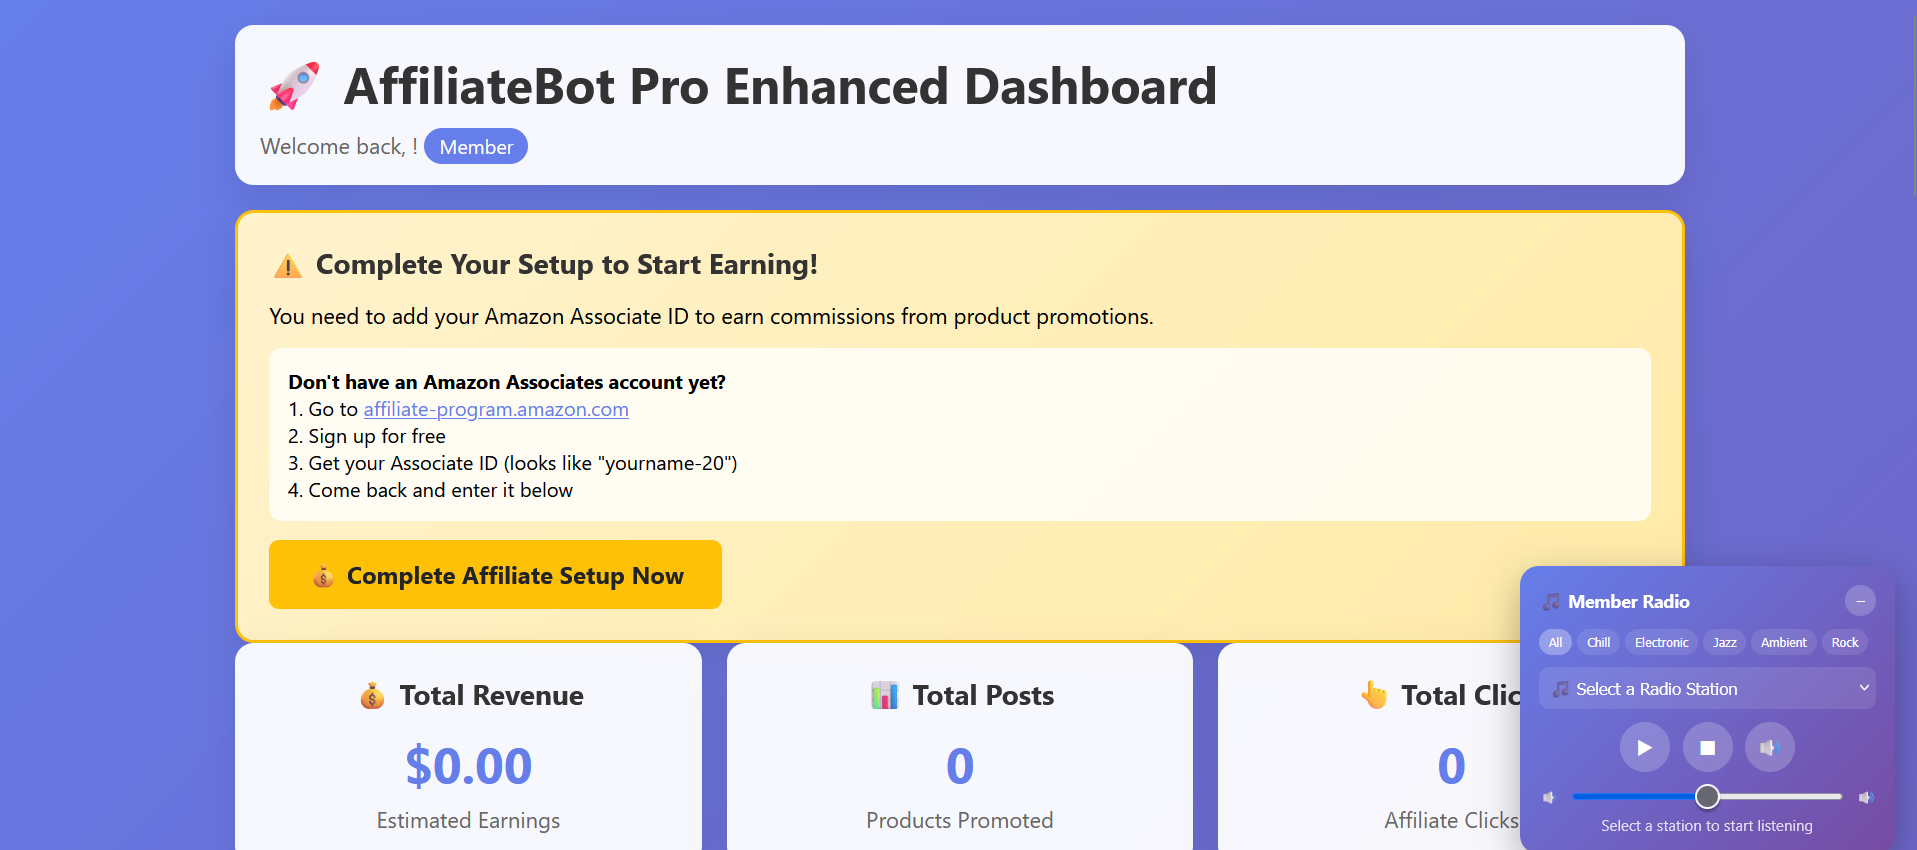 AffiliateBot Pro Enhanced Dashboard
Welcome back, ! Member
Complete Your Setup to Start Earning!
You need to add your Amazon Associate ID to earn commissions from product promotions.
Don't have an Amazon Associates account yet?
1. Go to affiliate-program.amazon.com
2. Sign up for free
3. Get your Associate ID (looks like "yourname-20")
4. Come back and enter it below
Complete Affiliate Setup Now
Total Revenue
$0.00
Estimated Earnings
Total Posts
0
Products Promoted
Total Clic
0
Affiliate Clicks
Member Radio
All Chill Electronic Jazz Ambient Rock
Select a Radio Station
Select a station to start listening